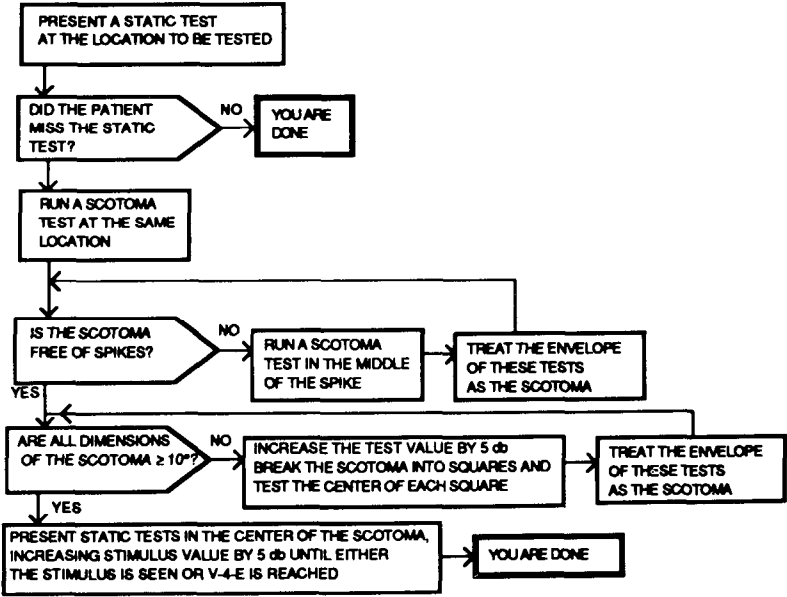 PRESENT A STATIC TEST
AT THE LOCATION TO BE TESTED
DID THE PATIENT
MISS THE STATIC
TEST?
NO
YOU ARE
DONE
RUN A SCOTOMA
TEST AT THE SAME
LOCATION
IS THE SCOTOMA
FREE OF SPIKES?
NO
RUN A SCOTOMA
TEST IN THE MIDDLE
OF THE SPIKE
TREAT THE ENVELOPE
OF THESE TESTS
AS THE SCOTOMA
YES
ARE ALL DIMENSIONS
OF THE SCOTOMA ≥ 10°?
NO
INCREASE THE TEST VALUE BY 5 db
BREAK THE SCOTOMA INTO SQUARES AND
TEST THE CENTER OF EACH SQUARE
TREAT THE ENVELOPE
OF THESE TESTS
AS THE SCOTOMA
YES
PRESENT STATIC TESTS IN THE CENTER OF THE SCOTOMA,
INCREASING STIMULUS VALUE BY 5 db UNTIL EITHER
THE STIMULUS IS SEEN OR V-4-E IS REACHED
YOU ARE DONE